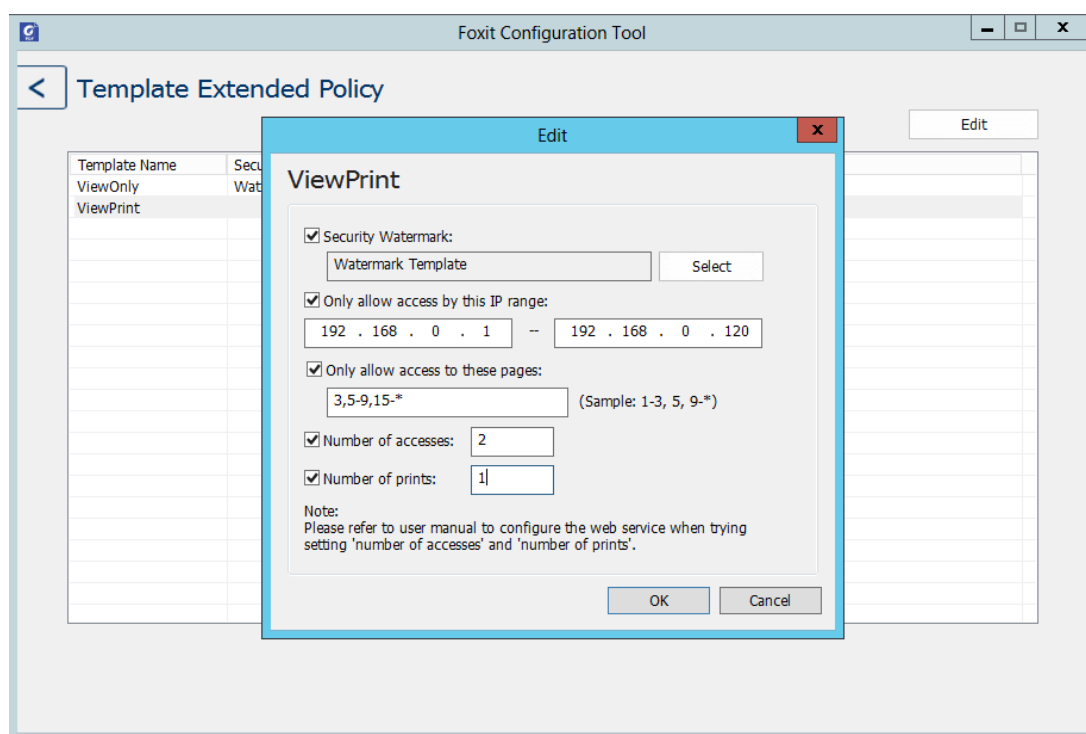 Foxit Configuration Tool
Template Extended Policy
Edit
Template Name
ViewOnly
ViewPrint
Edit
ViewPrint
Security Watermark:
Watermark Template Select
Only allow access by this IP range:
192 . 168 . 0 . 1 -- 192 . 168 . 0 . 120
Only allow access to these pages:
3,5-9,15-* (Sample: 1-3, 5, 9-*)
Number of accesses: 2
Number of prints: 1
Note:
Please refer to user manual to configure the web service when trying
setting 'number of accesses' and 'number of prints'.
OK Cancel